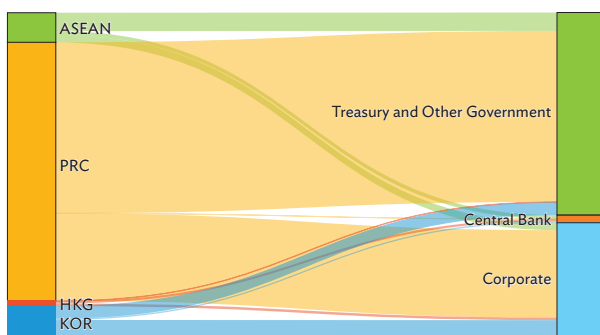 ASEAN
Treasury and Other Government
PRC
Central Bank
Corporate
HKG
KOR